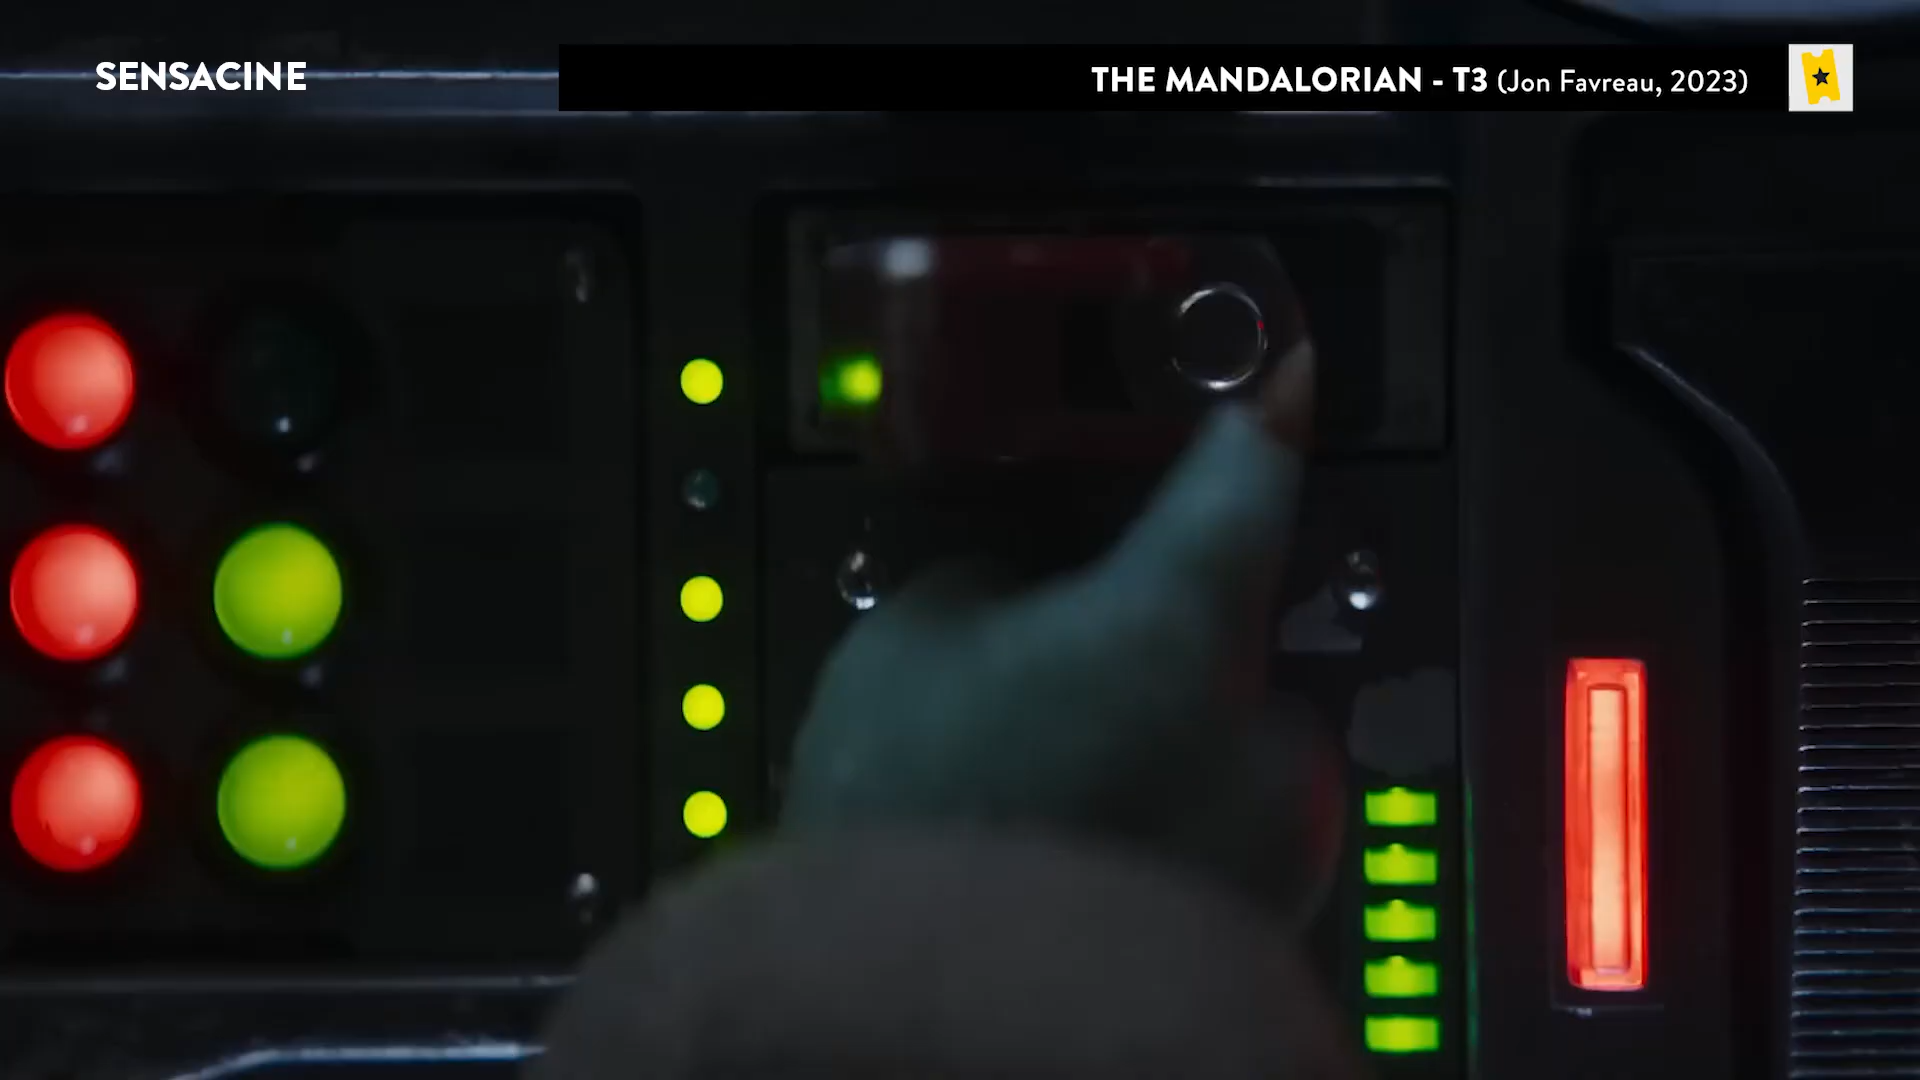 SENSACINE
THE MANDALORIAN - T3 (Jon Favreau, 2023)